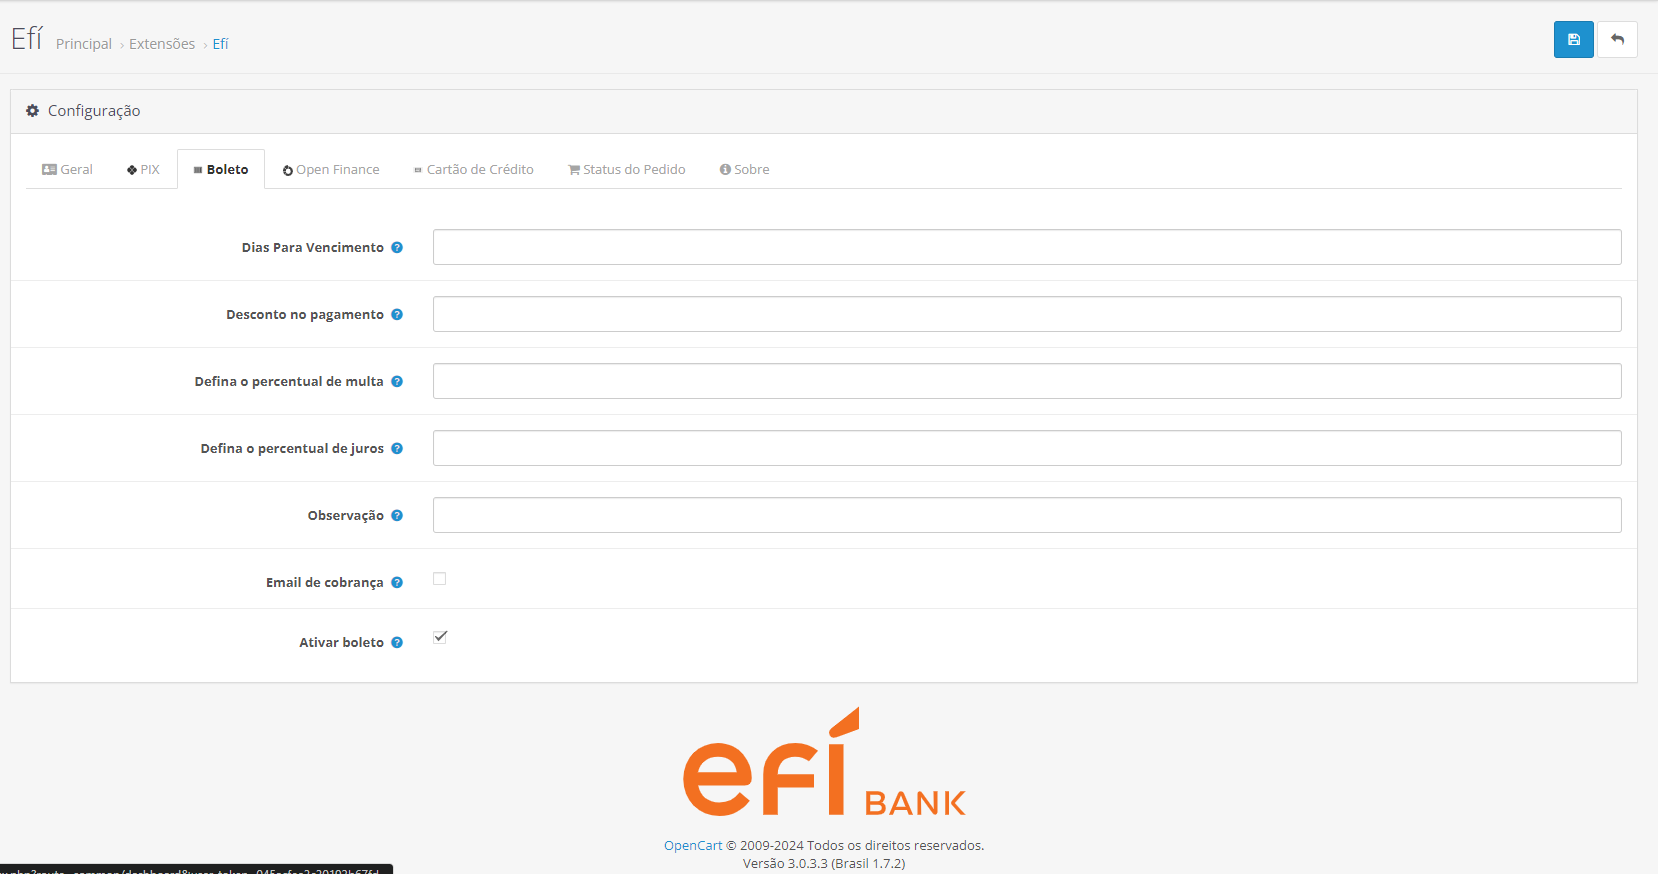 Efí Principal › Extensões › Efí
Configuração
Geral PIX Boleto Open Finance Cartão de Crédito Status do Pedido Sobre
Dias Para Vencimento
Desconto no pagamento
Defina o percentual de multa
Defina o percentual de juros
Observação
Email de cobrança
Ativar boleto
efí BANK
OpenCart © 2009-2024 Todos os direitos reservados.
Versão 3.0.3.3 (Brasil 1.7.2)